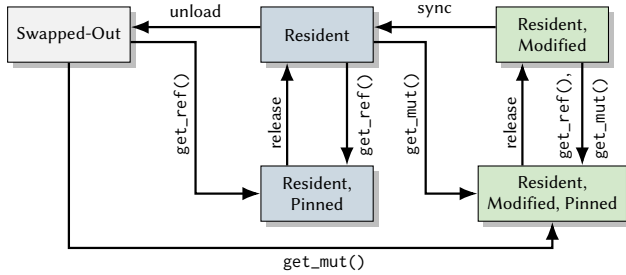 unload
sync
Swapped-Out
Resident
Resident,
Modified
get_ref()
release
get_ref()
get_mut()
release
get_ref(),
get_mut()
Resident,
Pinned
Resident,
Modified, Pinned
get_mut()